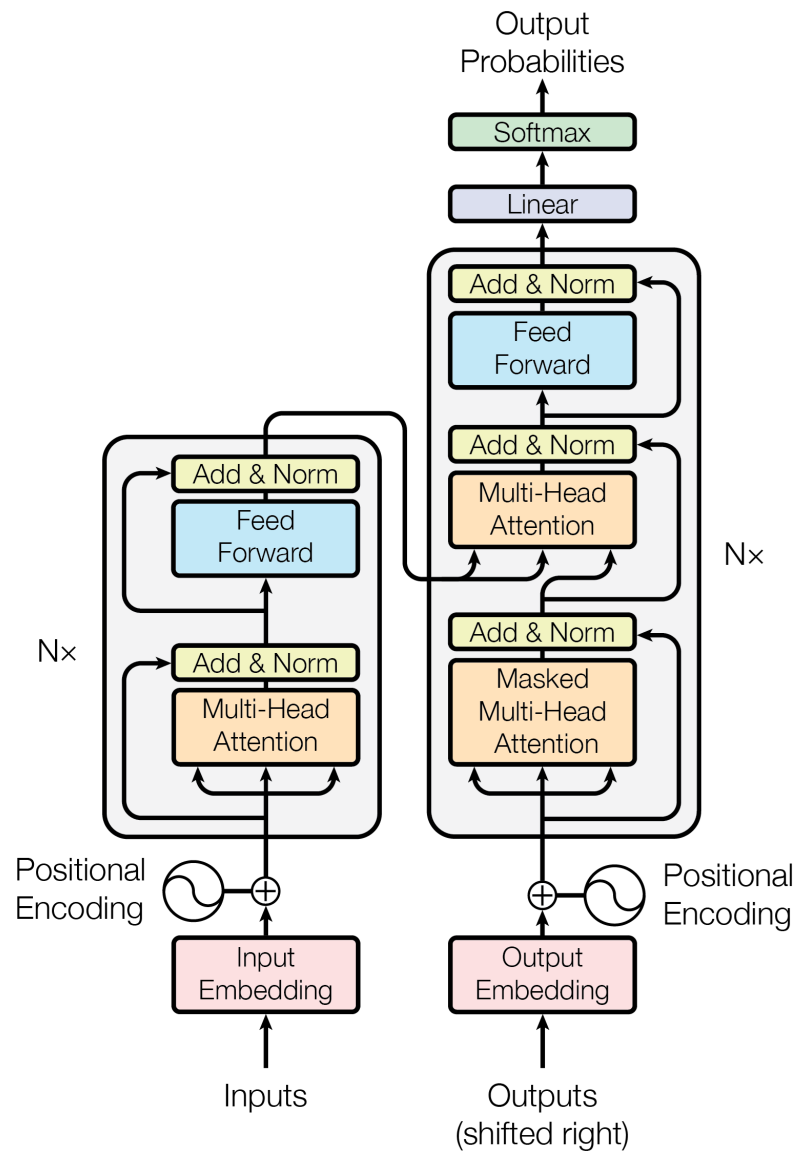 Output
Probabilities
Softmax
Linear
Add & Norm
Feed
Forward
Add & Norm
Multi-Head
Attention
Nx
Add & Norm
Masked
Multi-Head
Attention
Add & Norm
Feed
Forward
Nx
Add & Norm
Multi-Head
Attention
Positional
Encoding
Positional
Encoding
Input
Embedding
Output
Embedding
Inputs
Outputs
(shifted right)